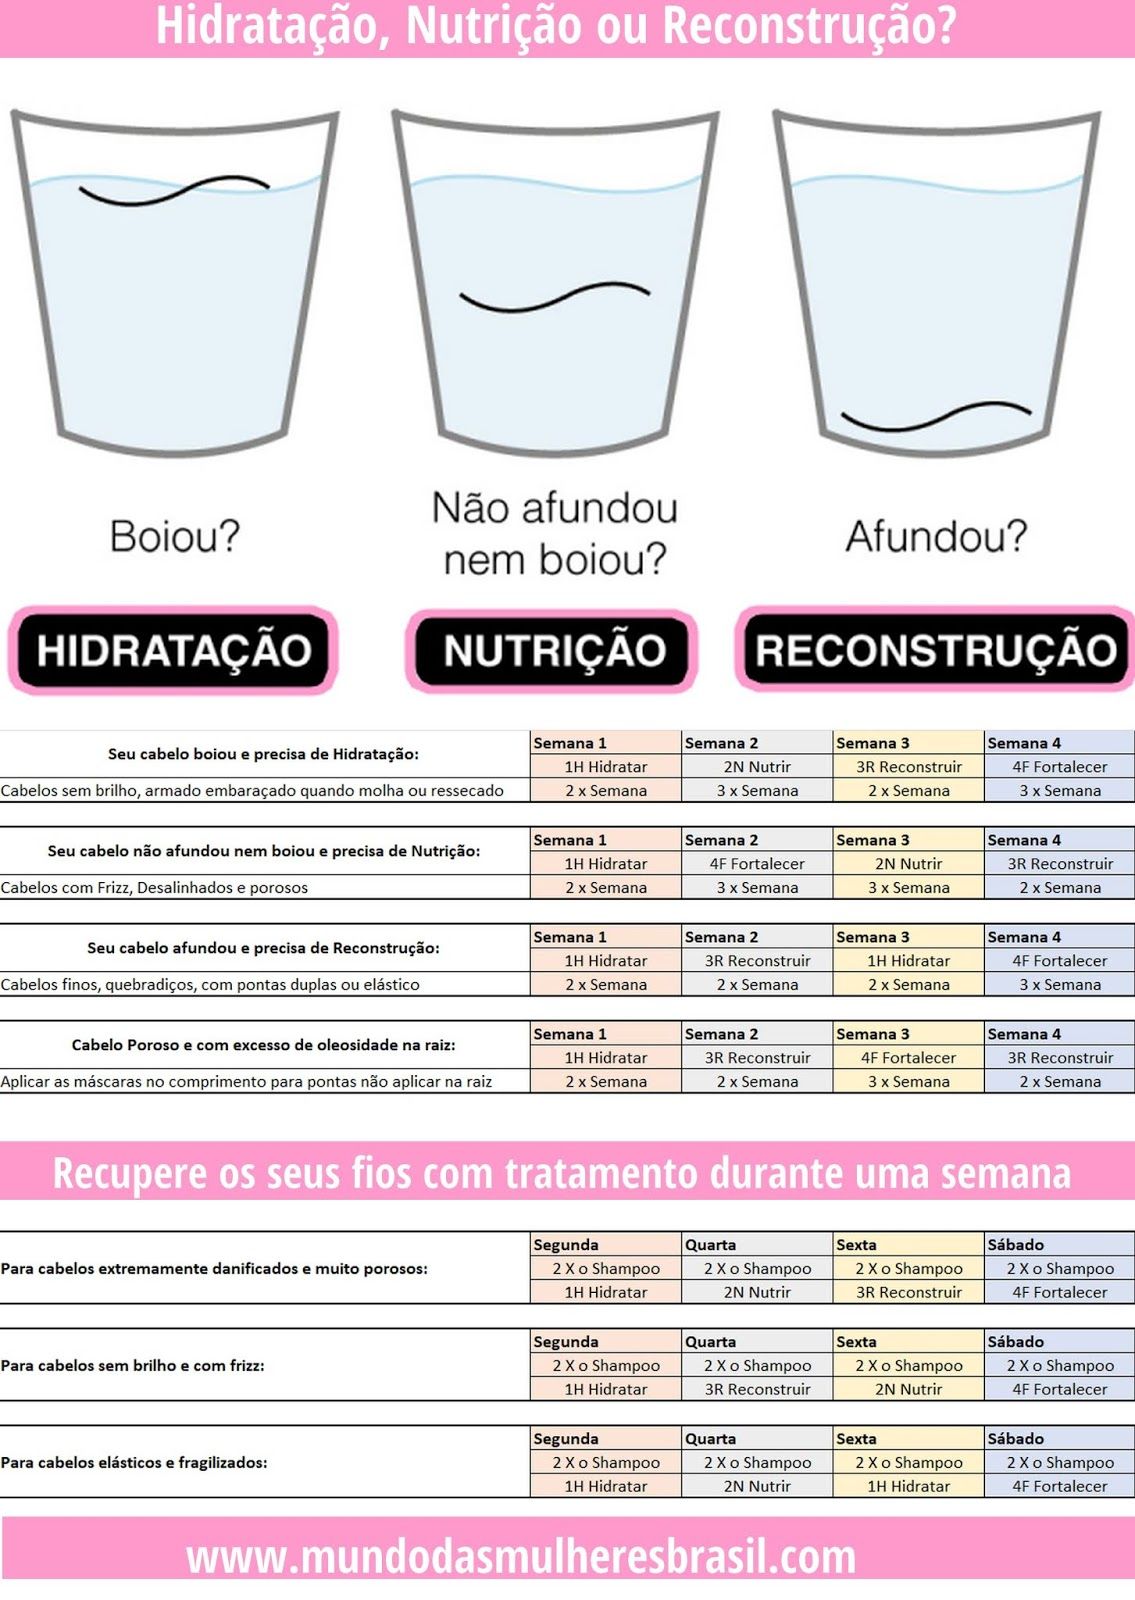 Hidratação, Nutrição ou Reconstrução?
Boiou?
Não afundou
nem boiou?
Afundou?
HIDRATAÇÃO
NUTRIÇÃO
RECONSTRUÇÃO
Seu cabelo boiou e precisa de Hidratação:
Semana 1 Semana 2 Semana 3 Semana 4
1H Hidratar 2N Nutrir 3R Reconstruir 4F Fortalecer
Cabelos sem brilho, armado embaraçado quando molha ou ressecado 2 x Semana 3 x Semana 2 x Semana 3 x Semana
Seu cabelo não afundou nem boiou e precisa de Nutrição:
Semana 1 Semana 2 Semana 3 Semana 4
1H Hidratar 4F Fortalecer 2N Nutrir 3R Reconstruir
Cabelos com Frizz, Desalinhados e porosos 2 x Semana 3 x Semana 3 x Semana 2 x Semana
Seu cabelo afundou e precisa de Reconstrução:
Semana 1 Semana 2 Semana 3 Semana 4
1H Hidratar 3R Reconstruir 1H Hidratar 4F Fortalecer
Cabelos finos, quebradiços, com pontas duplas ou elástico 2 x Semana 2 x Semana 2 x Semana 3 x Semana
Cabelo Poroso e com excesso de oleosidade na raiz:
Semana 1 Semana 2 Semana 3 Semana 4
1H Hidratar 3R Reconstruir 4F Fortalecer 3R Reconstruir
Aplicar as máscaras no comprimento para pontas não aplicar na raiz 2 x Semana 2 x Semana 3 x Semana 2 x Semana
Recupere os seus fios com tratamento durante uma semana
Segunda Quarta Sexta Sábado
Para cabelos extremamente danificados e muito porosos: 2 X o Shampoo 2 X o Shampoo 2 X o Shampoo 2 X o Shampoo
1H Hidratar 2N Nutrir 3R Reconstruir 4F Fortalecer
Segunda Quarta Sexta Sábado
Para cabelos sem brilho e com frizz: 2 X o Shampoo 2 X o Shampoo 2 X o Shampoo 2 X o Shampoo
1H Hidratar 3R Reconstruir 2N Nutrir 4F Fortalecer
Segunda Quarta Sexta Sábado
Para cabelos elásticos e fragilizados: 2 X o Shampoo 2 X o Shampoo 2 X o Shampoo 2 X o Shampoo
1H Hidratar 2N Nutrir 1H Hidratar 4F Fortalecer
www.mundodasmulheresbrasil.com